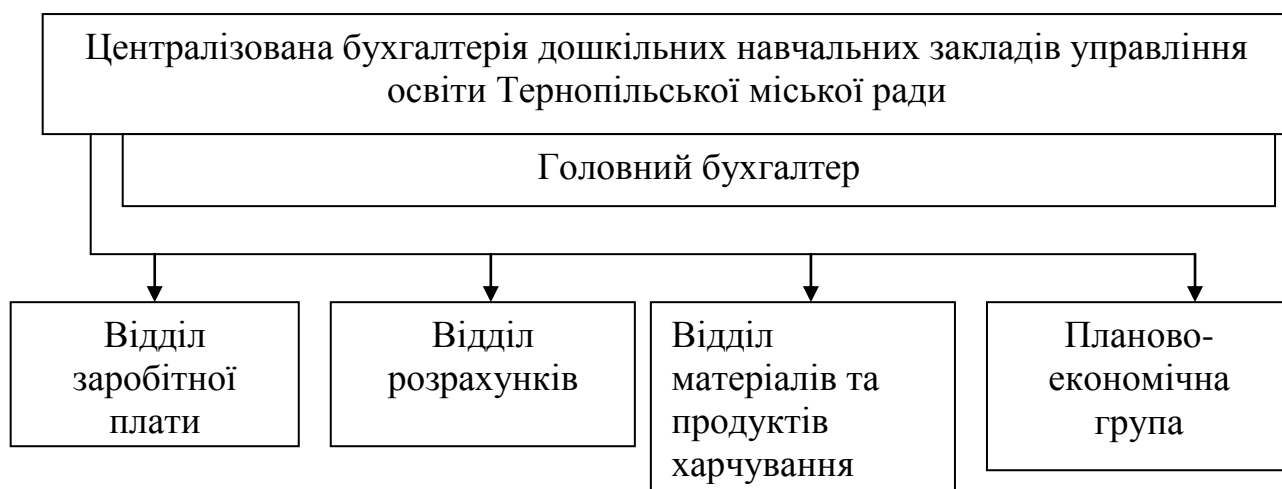 Централізована бухгалтерія дошкільних навчальних закладів управління
освіти Тернопільської міської ради
Головний бухгалтер
Відділ
заробітної
плати
Відділ
розрахунків
Відділ
матеріалів та
продуктів
харчування
Планово-
економічна
група